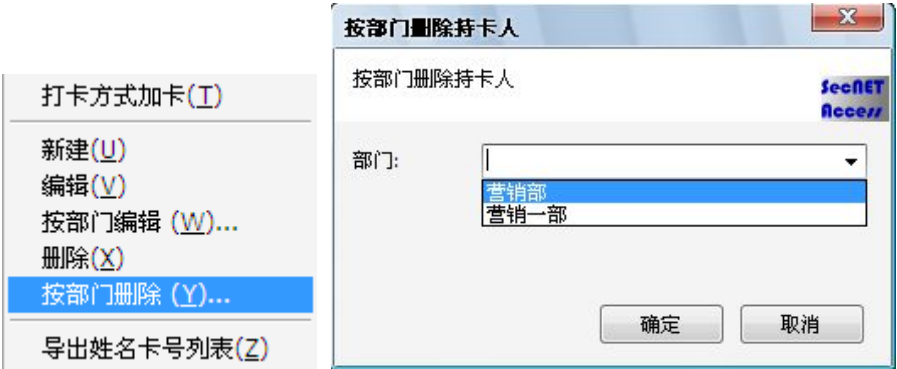 打卡方式加卡(T)
新建(U)
编辑(V)
按部门编辑 (W)...
删除(X)
按部门删除 (Y)...
导出姓名卡号列表(Z)
按部门删除持卡人
按部门删除持卡人
SecNET
Access
部门:
营销部
营销一部
确定
取消